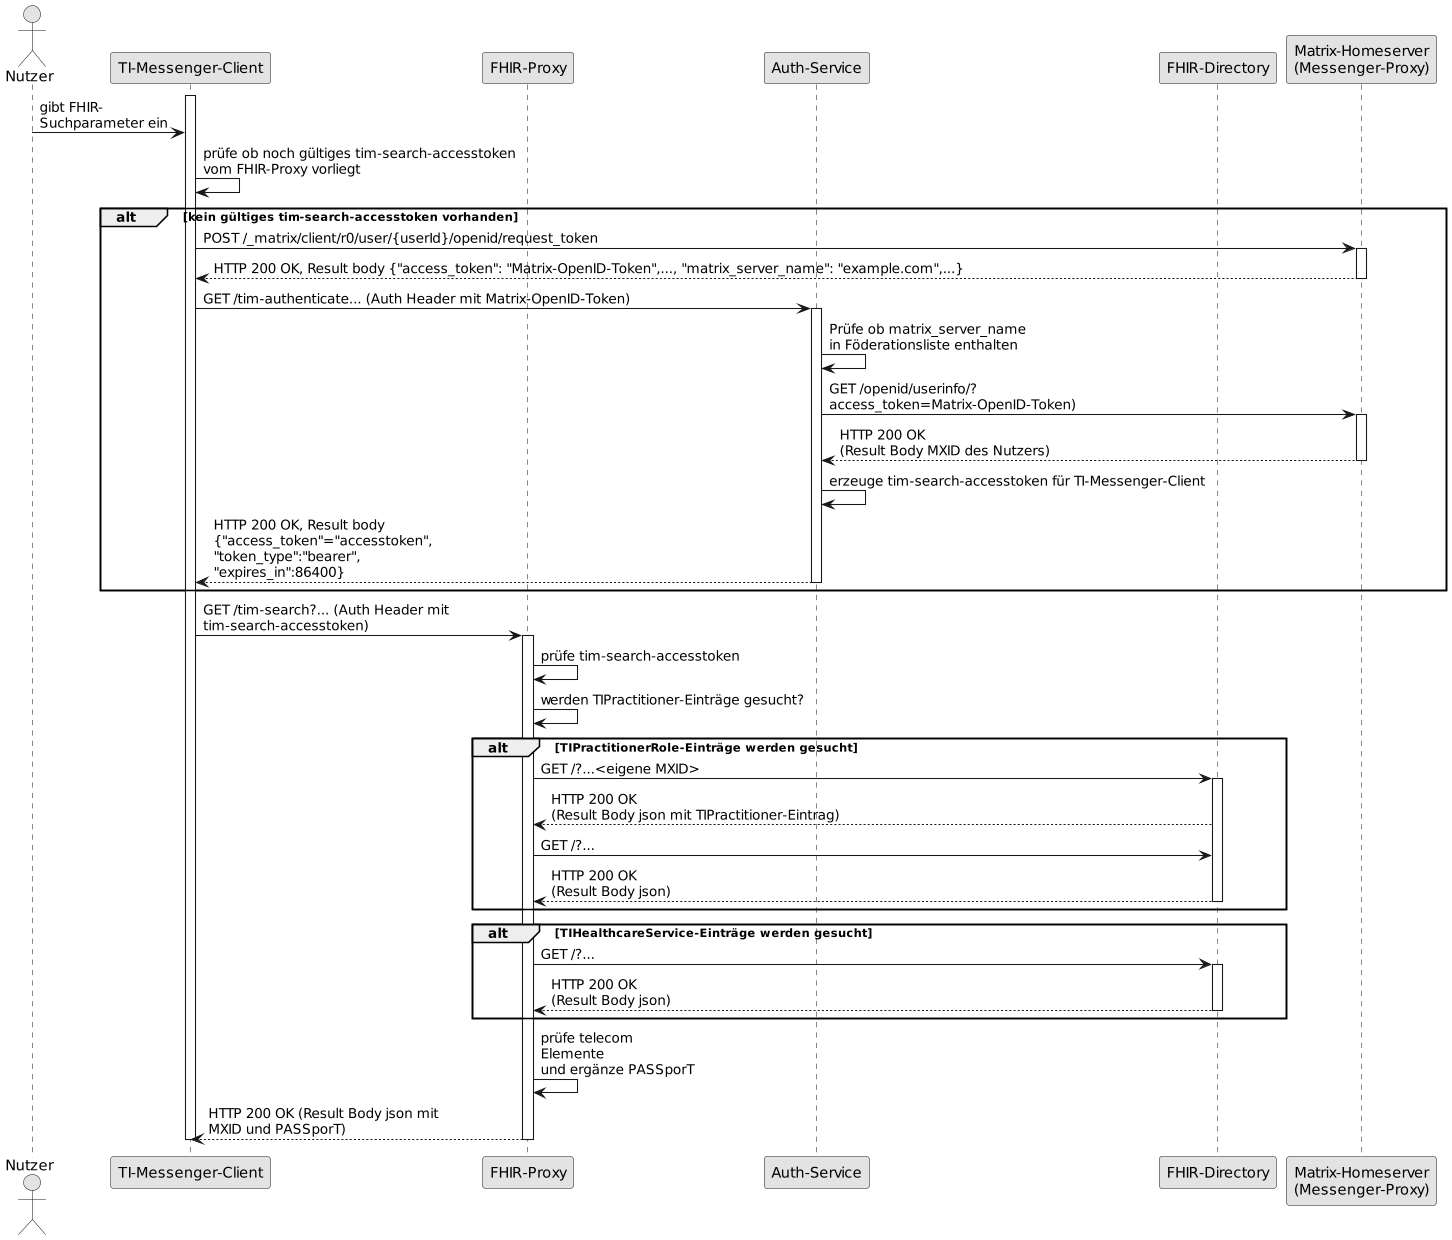 Nutzer
TI-Messenger-Client
FHIR-Proxy
Auth-Service
FHIR-Directory
Matrix-Homeserver
(Messenger-Proxy)
gibt FHIR-
Suchparameter ein
prüfe ob noch gültiges tim-search-accesstoken
vom FHIR-Proxy vorliegt
alt
[kein gültiges tim-search-accesstoken vorhanden]
POST /_matrix/client/r0/user/{userId}/openid/request_token
HTTP 200 OK, Result body {"access_token": "Matrix-OpenID-Token",..., "matrix_server_name": "example.com",...}
GET /tim-authenticate... (Auth Header mit Matrix-OpenID-Token)
Prüfe ob matrix_server_name
in Föderationsliste enthalten
GET /openid/userinfo/?
access_token=Matrix-OpenID-Token)
HTTP 200 OK
(Result Body MXID des Nutzers)
erzeuge tim-search-accesstoken für TI-Messenger-Client
HTTP 200 OK, Result body
{"access_token"="accesstoken",
"token_type":"bearer",
"expires_in":86400}
GET /tim-search?... (Auth Header mit
tim-search-accesstoken)
prüfe tim-search-accesstoken
werden TIPractitioner-Einträge gesucht?
alt
[TIPractitionerRole-Einträge werden gesucht]
GET /?...<eigene MXID>
HTTP 200 OK
(Result Body json mit TIPractitioner-Eintrag)
GET /?...
HTTP 200 OK
(Result Body json)
alt
[TIHealthcareService-Einträge werden gesucht]
GET /?...
HTTP 200 OK
(Result Body json)
prüfe telecom
Elemente
und ergänze PASSporT
HTTP 200 OK (Result Body json mit
MXID und PASSporT)
Nutzer
TI-Messenger-Client
FHIR-Proxy
Auth-Service
FHIR-Directory
Matrix-Homeserver
(Messenger-Proxy)